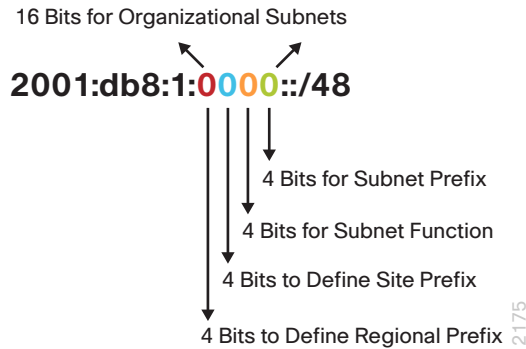 16 Bits for Organizational Subnets
2001:db8:1:0000::/48
4 Bits for Subnet Prefix
4 Bits for Subnet Function
4 Bits to Define Site Prefix
4 Bits to Define Regional Prefix
2175